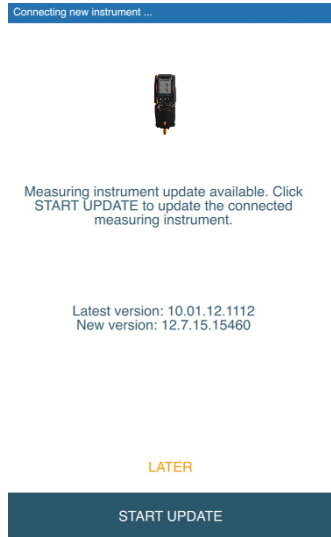 Connecting new instrument ...
Measuring instrument update available. Click
START UPDATE to update the connected
measuring instrument.
Latest version: 10.01.12.1112
New version: 12.7.15.15460
LATER
START UPDATE